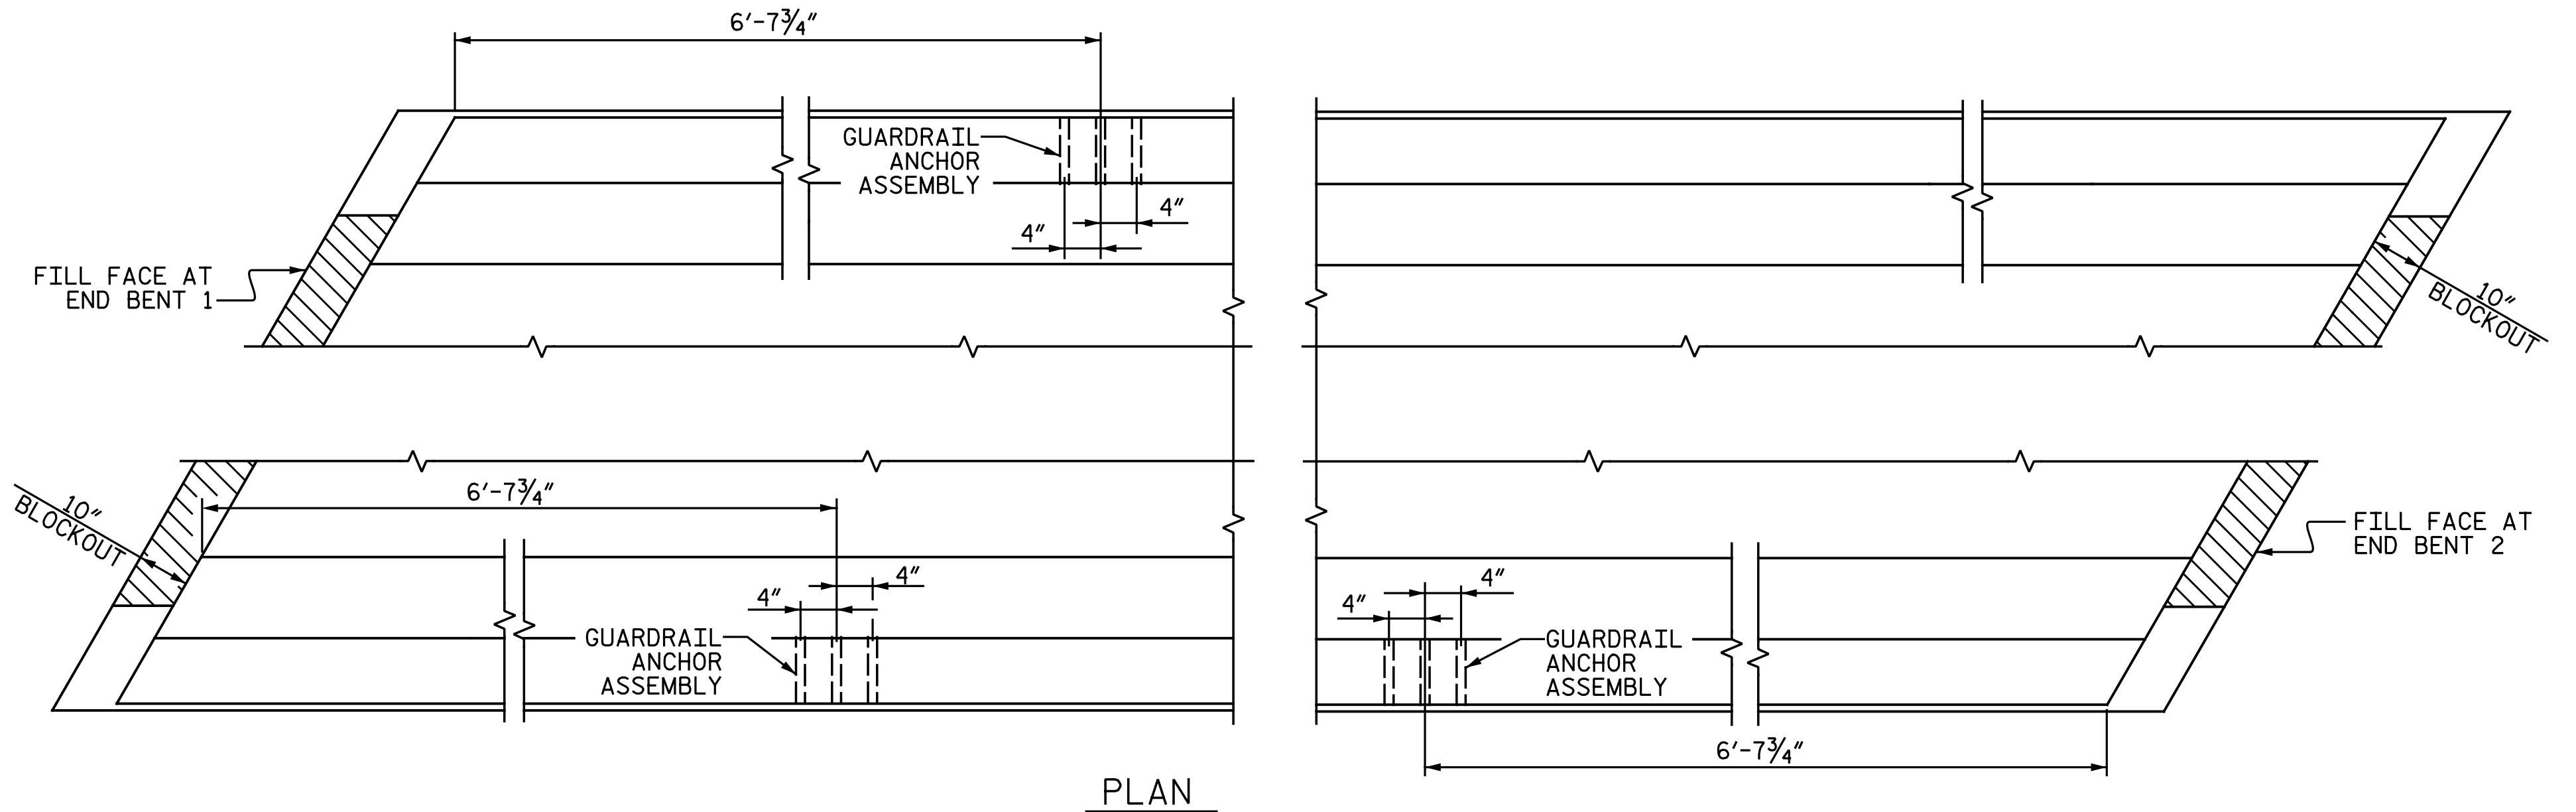 6'-7¾"
GUARDRAIL
ANCHOR
ASSEMBLY
4"
4"
FILL FACE AT
END BENT 1
10"
BLOCKOUT
10"
BLOCKOUT
6'-7¾"
4"
4"
GUARDRAIL
ANCHOR
ASSEMBLY
4"
4"
GUARDRAIL
ANCHOR
ASSEMBLY
FILL FACE AT
END BENT 2
6'-7¾"
PLAN